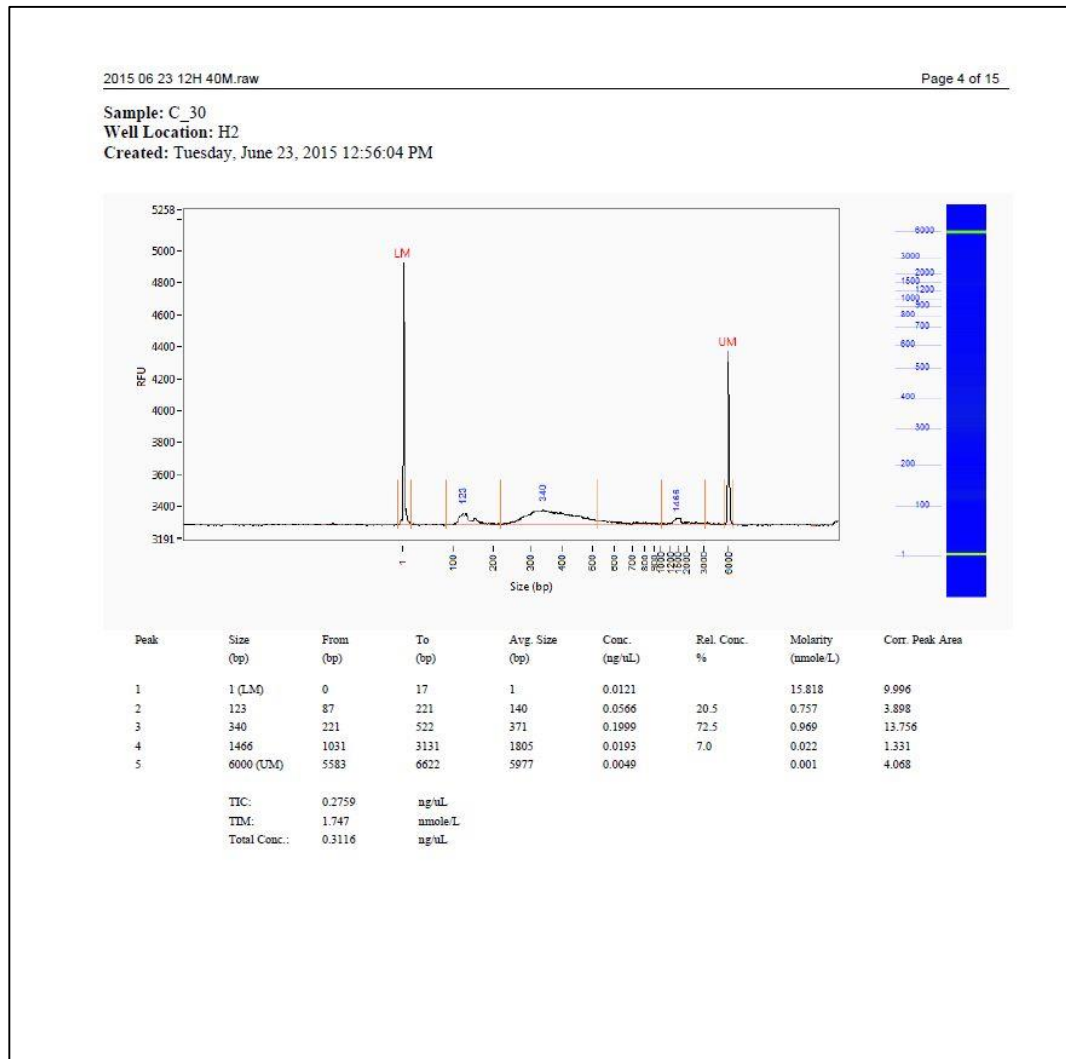 2015 06 23 12H 40M.raw Page 4 of 15
Sample: C_30
Well Location: H2
Created: Tuesday, June 23, 2015 12:56:04 PM
5258
5000
4800
4600
4400
4200
4000
3800
3600
3400
3191
RFU
LM
UM
123
340
1466
1 100 200 300 400 500 600 700 800 900 1000 1200 1500 2000 3000 6000
Size (bp)
6000
3000
2000
1500
1200
1000
900
800
700
600
500
400
300
200
100
1
Peak Size From To Avg. Size Conc. Rel. Conc. Molarity Corr. Peak Area
(bp) (bp) (bp) (bp) (ng/uL) % (nmole/L)
1 1 (LM) 0 17 1 0.0121 15.818 9.996
2 123 87 221 140 0.0566 20.5 0.757 3.898
3 340 221 522 371 0.1999 72.5 0.969 13.756
4 1466 1031 3131 1805 0.0193 7.0 0.022 1.331
5 6000 (UM) 5583 6622 5977 0.0049 0.001 4.068
TIC: 0.2759 ng/uL
TIM: 1.747 nmole/L
Total Conc.: 0.3116 ng/uL